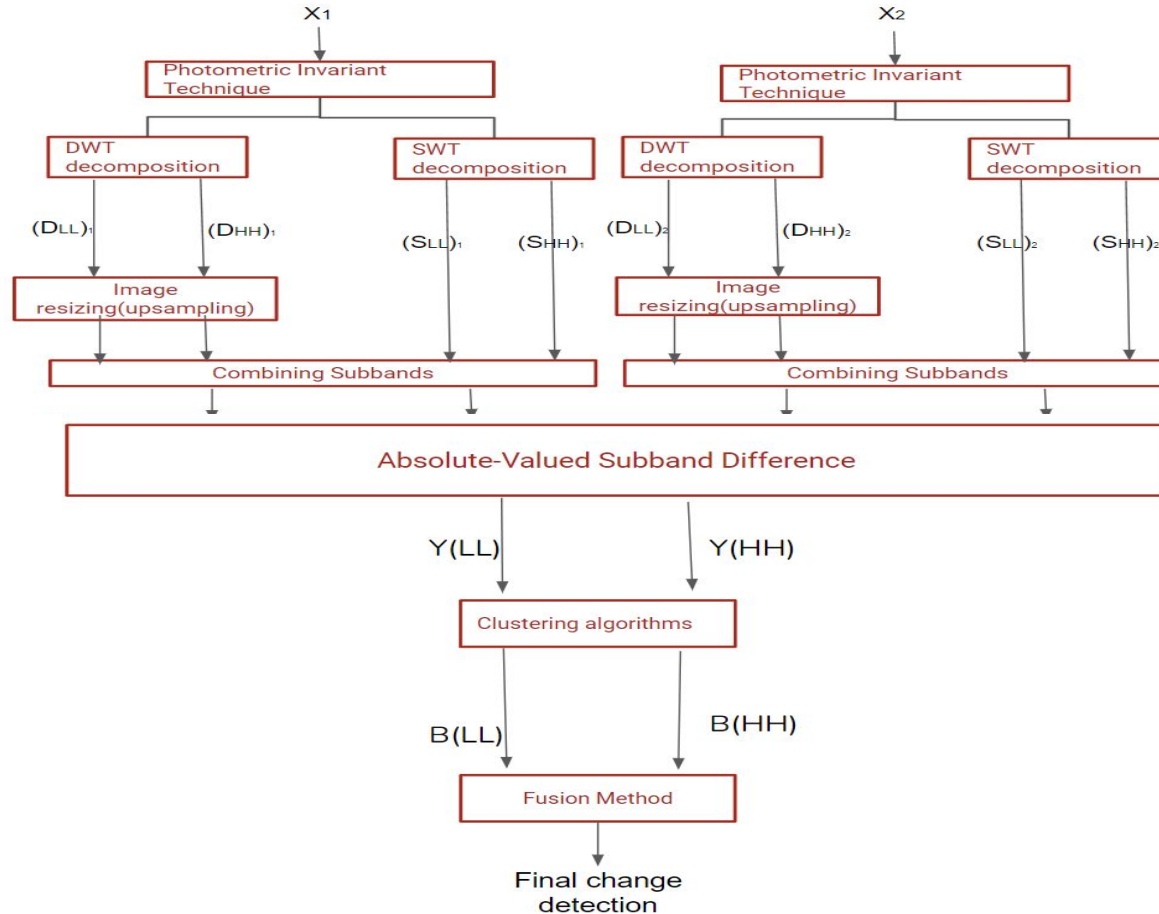 X1
X2
Photometric Invariant
Technique
Photometric Invariant
Technique
DWT
decomposition
SWT
decomposition
DWT
decomposition
SWT
decomposition
(DLL)1
(DHH)1
(SLL)1
(SHH)1
(DLL)2
(DHH)2
(SLL)2
(SHH)2
Image
resizing(upsampling)
Image
resizing(upsampling)
Combining Subbands
Combining Subbands
Absolute-Valued Subband Difference
Y(LL)
Y(HH)
Clustering algorithms
B(LL)
B(HH)
Fusion Method
Final change
detection